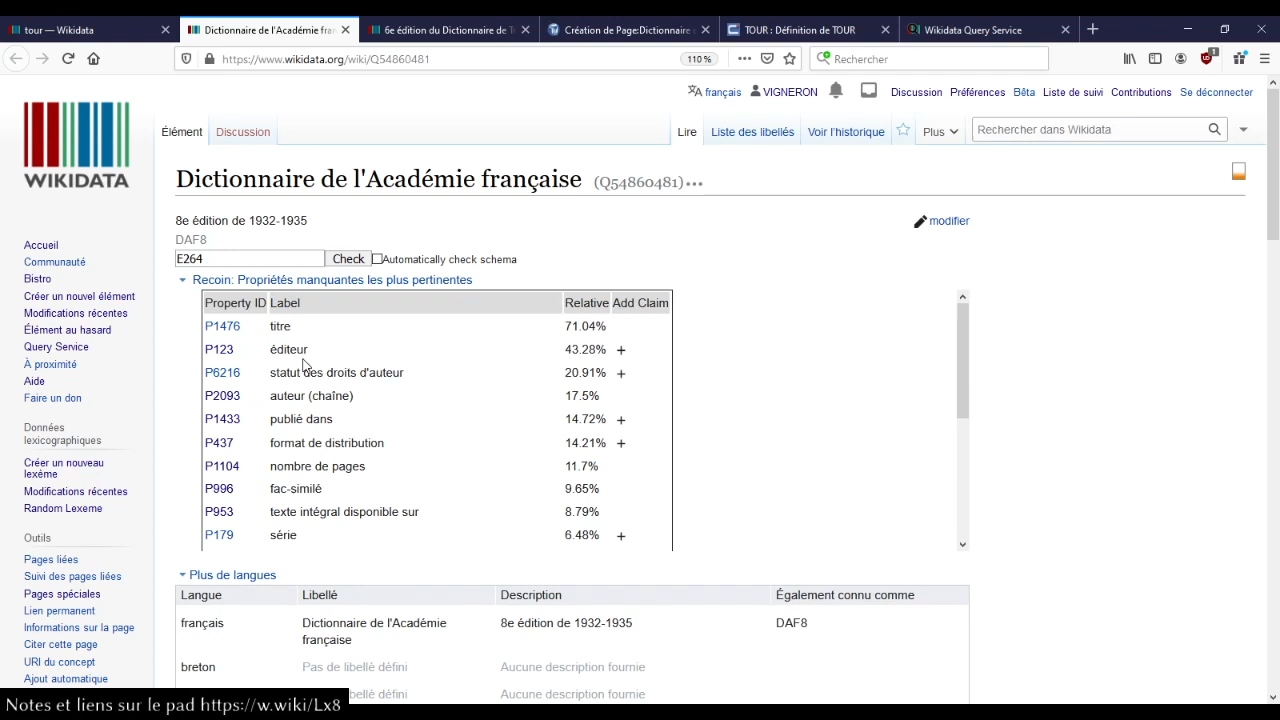 tour — Wikidata
Dictionnaire de l'Académie fra
6e édition du Dictionnaire de
Création de Page:Dictionnaire
TOUR : Définition de TOUR
Wikidata Query Service
https://www.wikidata.org/wiki/Q54860481
110 %
Rechercher
1
français VIGNERON Discussion Préférences Bêta Liste de suivi Contributions Se déconnecter
Élément Discussion Lire Liste des libellés Voir l'historique Plus Rechercher dans Wikidata
WIKIDATA
Dictionnaire de l'Académie française (Q54860481)
8e édition de 1932-1935
modifier
DAF8
E264 Check Automatically check schema
Recoin: Propriétés manquantes les plus pertinentes
Property ID Label Relative Add Claim
P1476 titre 71.04%
P123 éditeur 43.28% +
P6216 statut des droits d'auteur 20.91% +
P2093 auteur (chaîne) 17.5%
P1433 publié dans 14.72% +
P437 format de distribution 14.21% +
P1104 nombre de pages 11.7%
P996 fac-similé 9.65%
P953 texte intégral disponible sur 8.79%
P179 série 6.48% +
Plus de langues
Langue Libellé Description Également connu comme
français Dictionnaire de l'Académie française 8e édition de 1932-1935 DAF8
breton Pas de libellé défini Aucune description fournie
libellé défini Aucune description fournie
Accueil
Communauté
Bistro
Créer un nouvel élément
Modifications récentes
Élément au hasard
Query Service
À proximité
Aide
Faire un don
Données
lexicographiques
Créer un nouveau
lexème
Modifications récentes
Random Lexeme
Outils
Pages liées
Suivi des pages liées
Pages spéciales
Lien permanent
Informations sur la page
Citer cette page
URI du concept
Ajout automatique
Notes et liens sur le pad https://w.wiki/Lx8